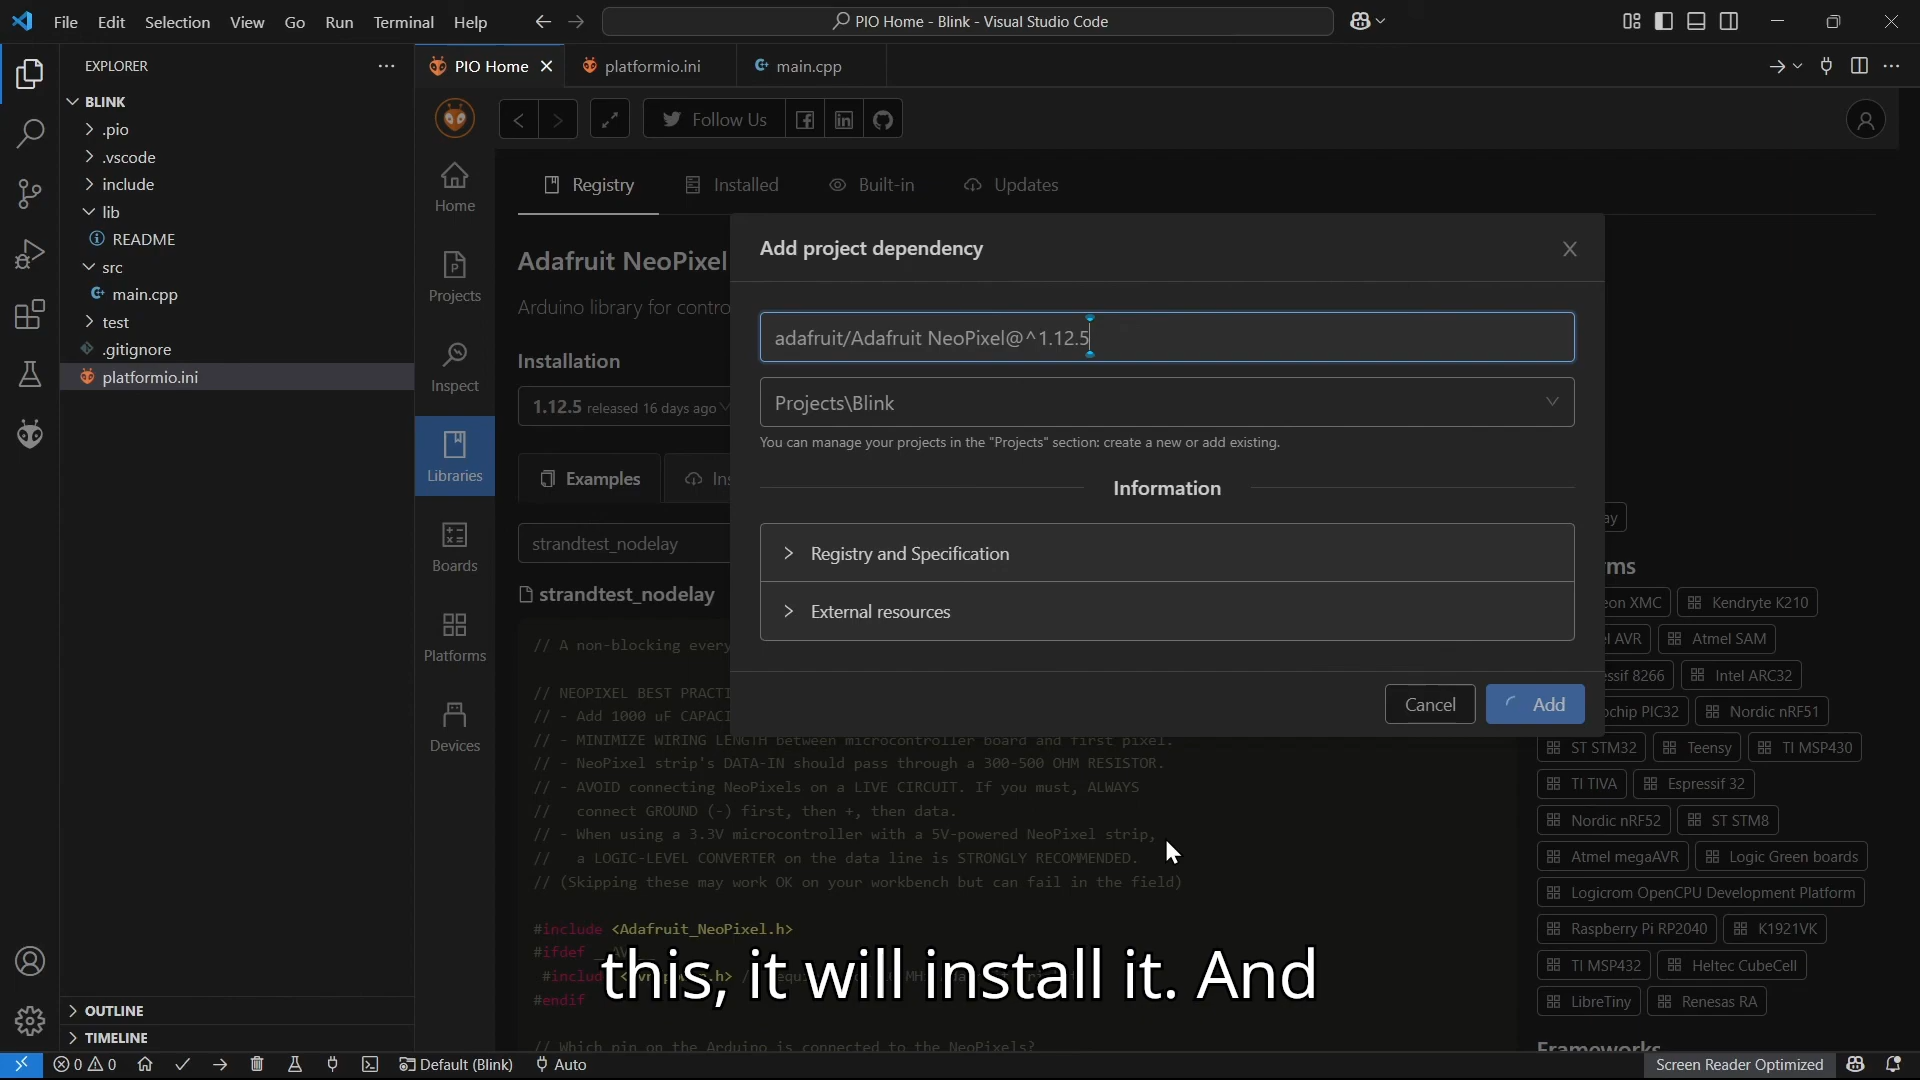 File Edit Selection View Go Run Terminal Help
PIO Home - Blink - Visual Studio Code
EXPLORER
PIO Home
platformio.ini
main.cpp
BLINK
.pio
.vscode
include
lib
README
src
main.cpp
test
.gitignore
platformio.ini
OUTLINE
TIMELINE
Follow Us
Home
Projects
Inspect
Libraries
Boards
Platforms
Devices
Registry
Installed
Built-in
Updates
Adafruit NeoPixel
Arduino library for contro
Installation
1.12.5 released 16 days ago
Examples
Ins
strandtest_nodelay
strandtest_nodelay
// A non-blocking every
// NEOPIXEL BEST PRACTI
// - Add 1000 uF CAPACI
// - MINIMIZE WIRING LENGTH between microcontroller board and first pixel.
// - NeoPixel strip's DATA-IN should pass through a 300-500 OHM RESISTOR.
// - AVOID connecting NeoPixels on a LIVE CIRCUIT. If you must, ALWAYS
// connect GROUND (-) first, then +, then data.
// - When using a 3.3V microcontroller with a 5V-powered NeoPixel strip,
// a LOGIC-LEVEL CONVERTER on the data line is STRONGLY RECOMMENDED.
// (Skipping these may work OK on your workbench but can fail in the field)
#include <Adafruit_NeoPixel.h>
#ifdef
#endif
// Which pin on the Arduino is connected to the NeoPixels?
Add project dependency
adafruit/Adafruit NeoPixel@^1.12.5
Projects\Blink
You can manage your projects in the "Projects" section: create a new or add existing.
Information
Registry and Specification
External resources
Cancel
Add
ay
rms
eon XMC
Kendryte K210
l AVR
Atmel SAM
ssif 8266
Intel ARC32
ochip PIC32
Nordic nRF51
ST STM32
Teensy
TI MSP430
TI TIVA
Espressif 32
Nordic nRF52
ST STM8
Atmel megaAVR
Logic Green boards
Logicrom OpenCPU Development Platform
Raspberry Pi RP2040
K1921VK
TI MSP432
Heltec CubeCell
LibreTiny
Renesas RA
Frameworks
this, it will install it. And
0 0
Default (Blink)
Auto
Screen Reader Optimized